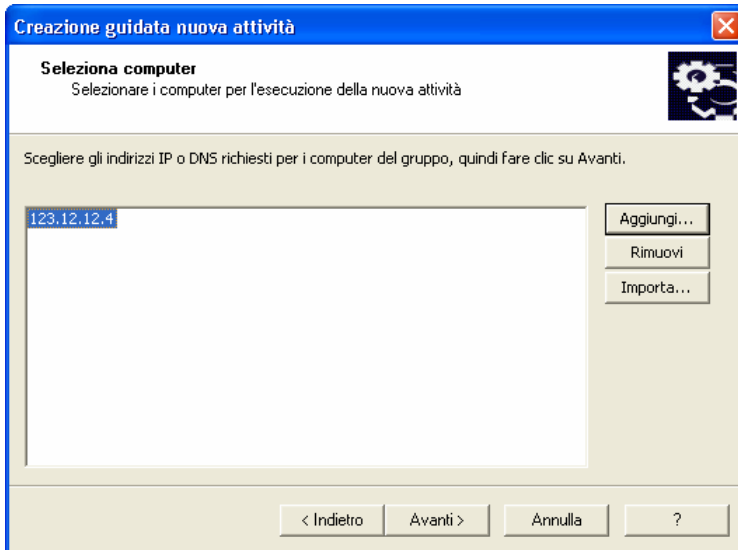 Creazione guidata nuova attività
Seleziona computer
Selezionare i computer per l'esecuzione della nuova attività
Scegliere gli indirizzi IP o DNS richiesti per i computer del gruppo, quindi fare clic su Avanti.
123.12.12.4
Aggiungi...
Rimuovi
Importa...
< Indietro
Avanti >
Annulla
?